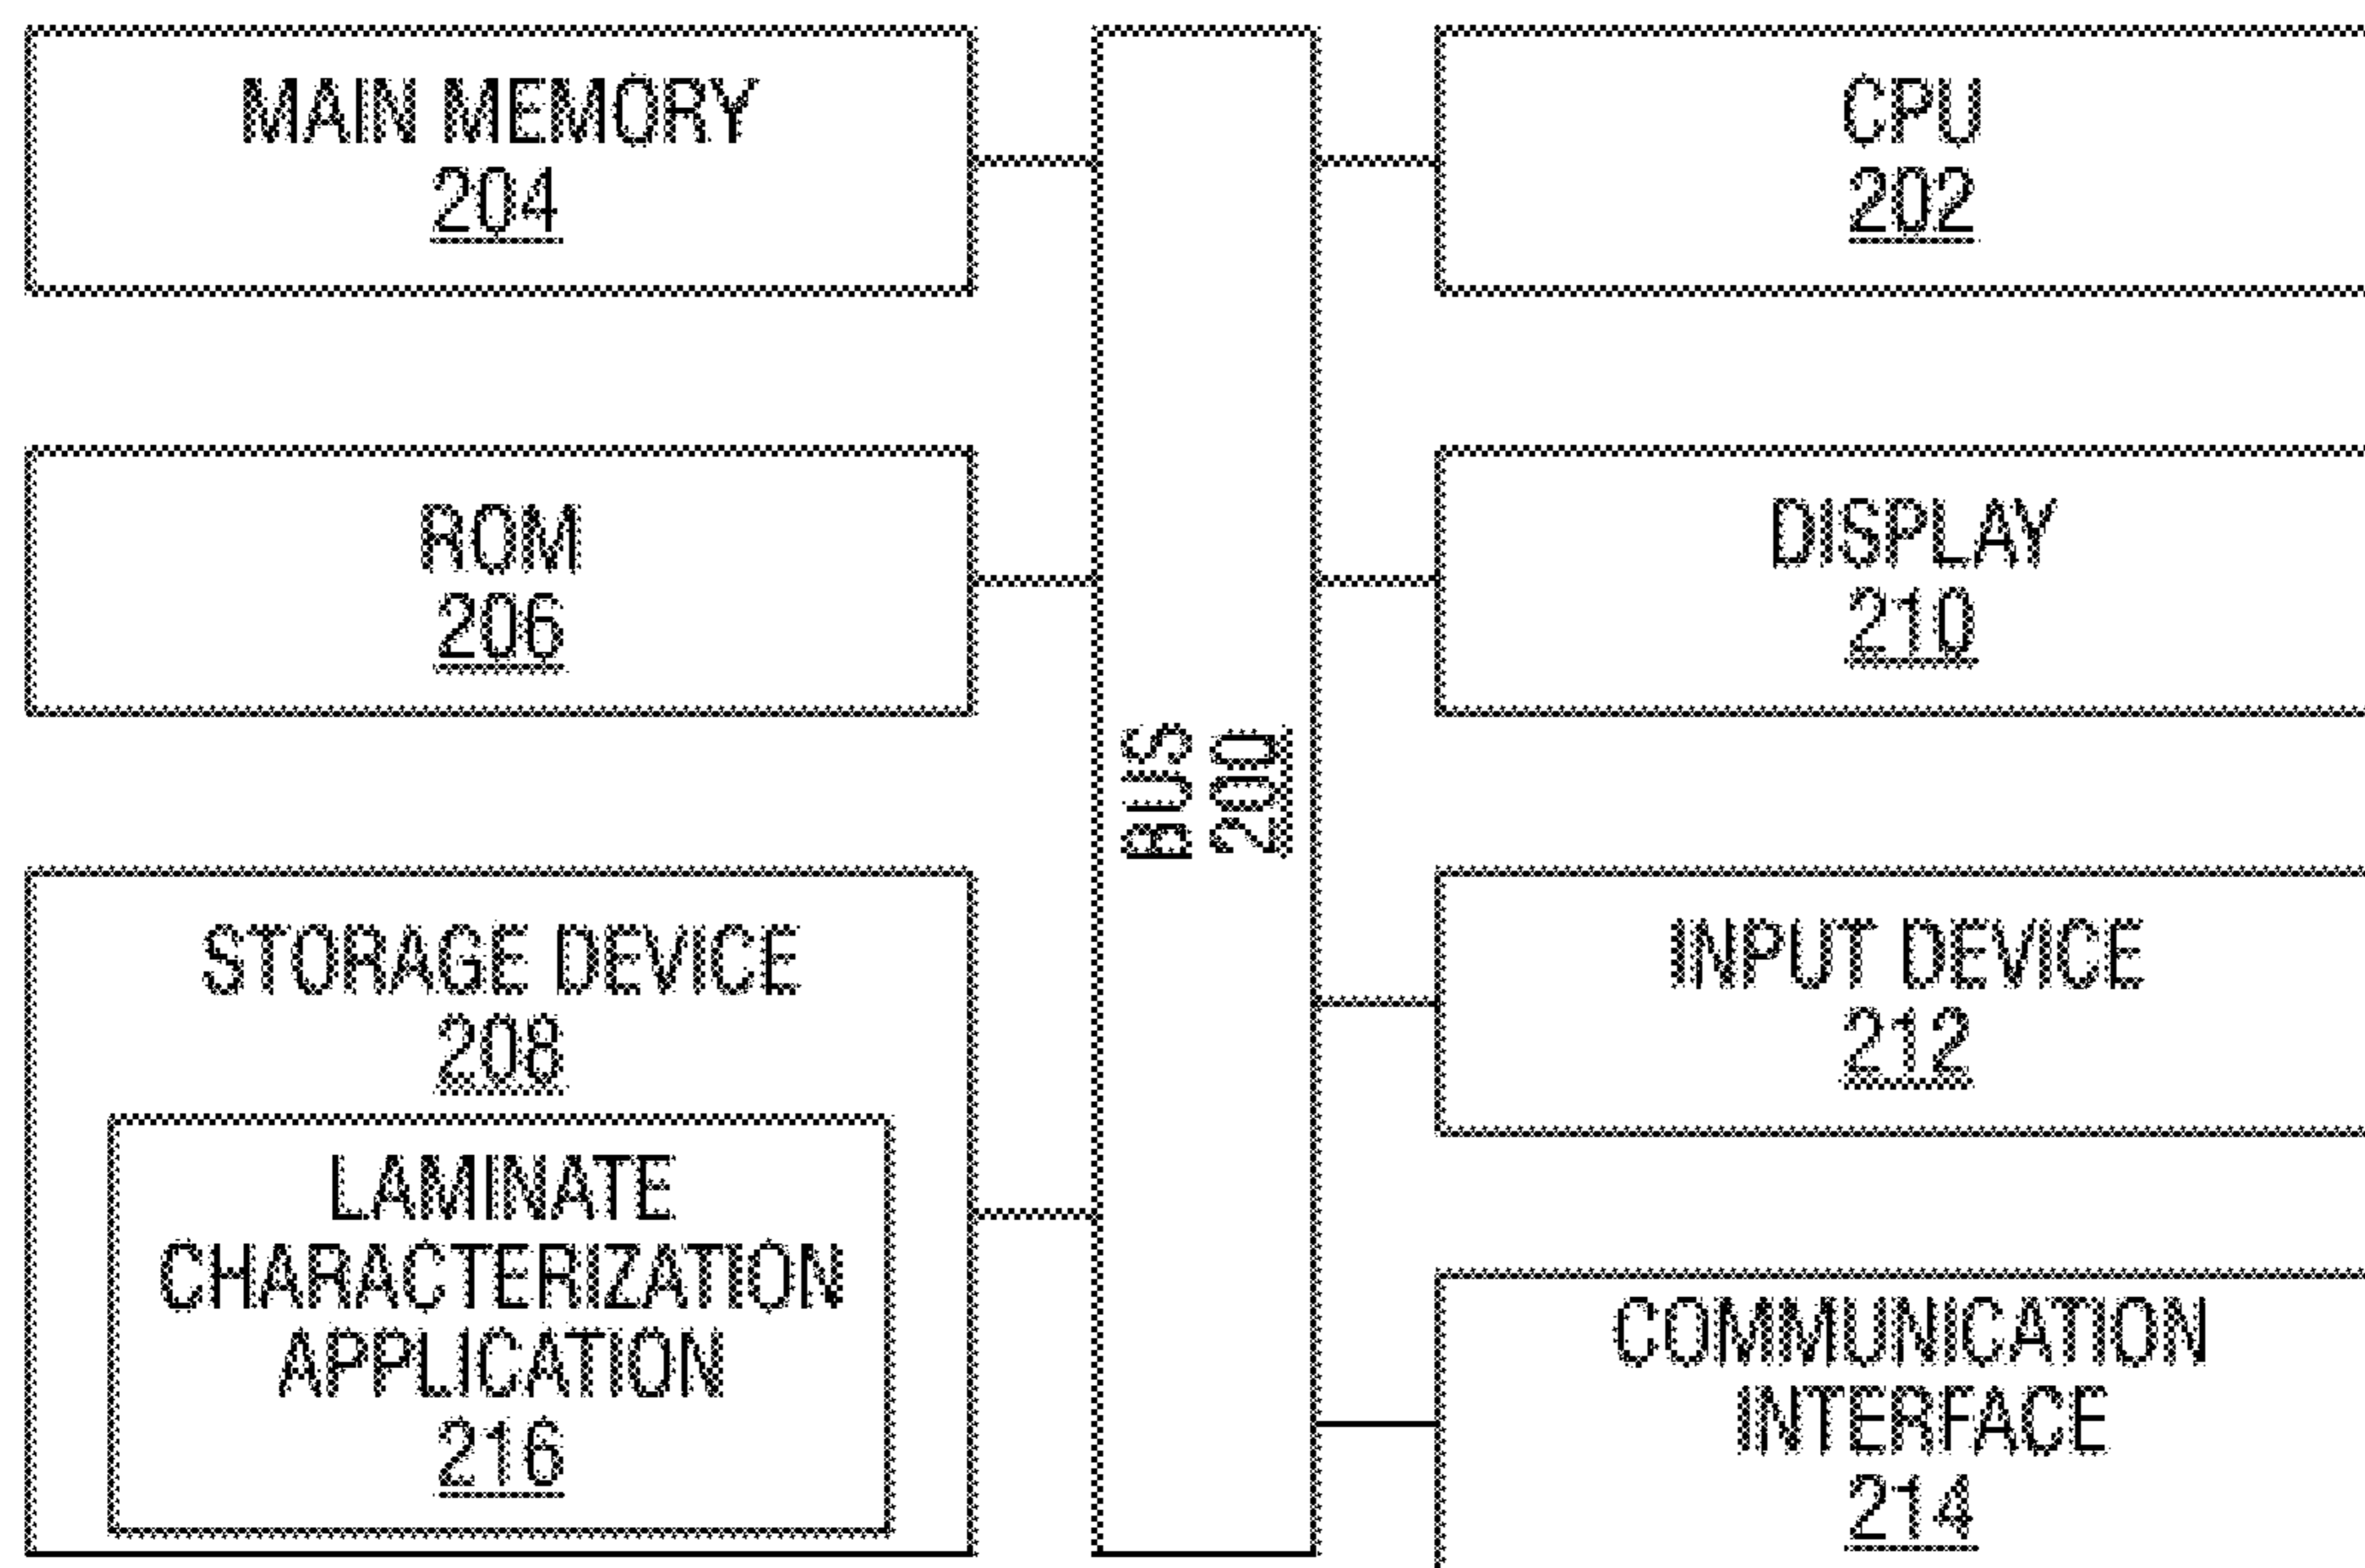 MAIN MEMORY
204
ROM
206
STORAGE DEVICE
208
LAMINATE
CHARACTERIZATION
APPLICATION
216
BUS
200
CPU
202
DISPLAY
210
INPUT DEVICE
212
COMMUNICATION
INTERFACE
214